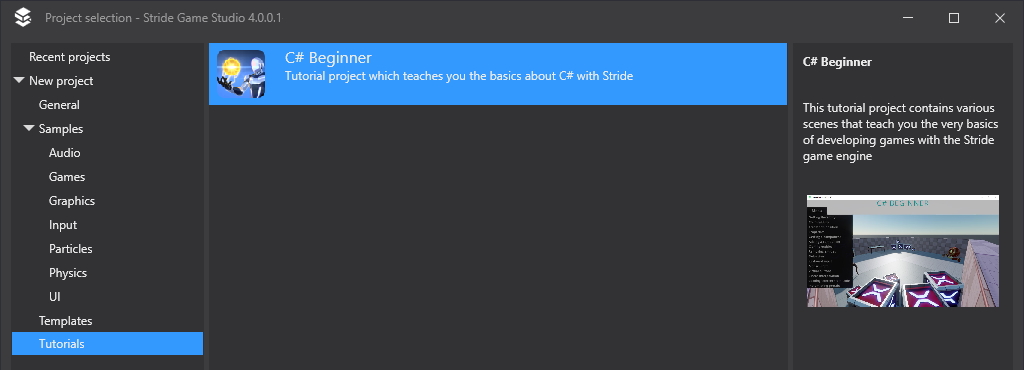 Project selection - Stride Game Studio 4.0.0.1
Recent projects
New project
General
Samples
Audio
Games
Graphics
Input
Particles
Physics
UI
Templates
Tutorials
C# Beginner
Tutorial project which teaches you the basics about C# with Stride
C# Beginner
This tutorial project contains various
scenes that teach you the very basics
of developing games with the Stride
game engine
C# BEGINNER